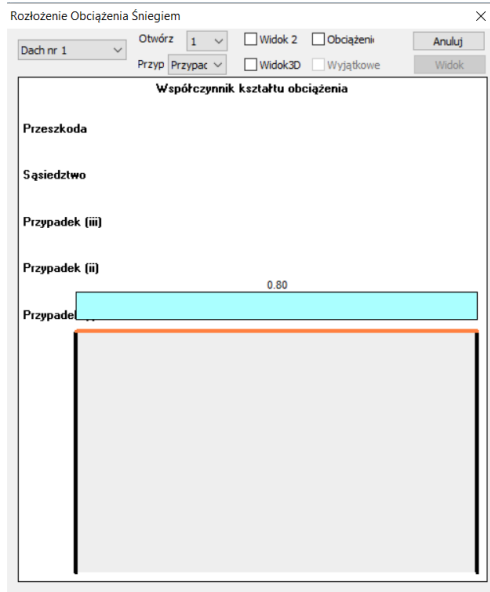 Rozłożenie Obciążenia Śniegiem
Dach nr 1
Otwórz 1
Widok 2
Obciążeni
Anuluj
Przyp Przypac
Widok3D
Wyjątkowe
Widok
Współczynnik kształtu obciążenia
Przeszkoda
Sąsiedztwo
Przypadek (iii)
Przypadek (ii)
0.80